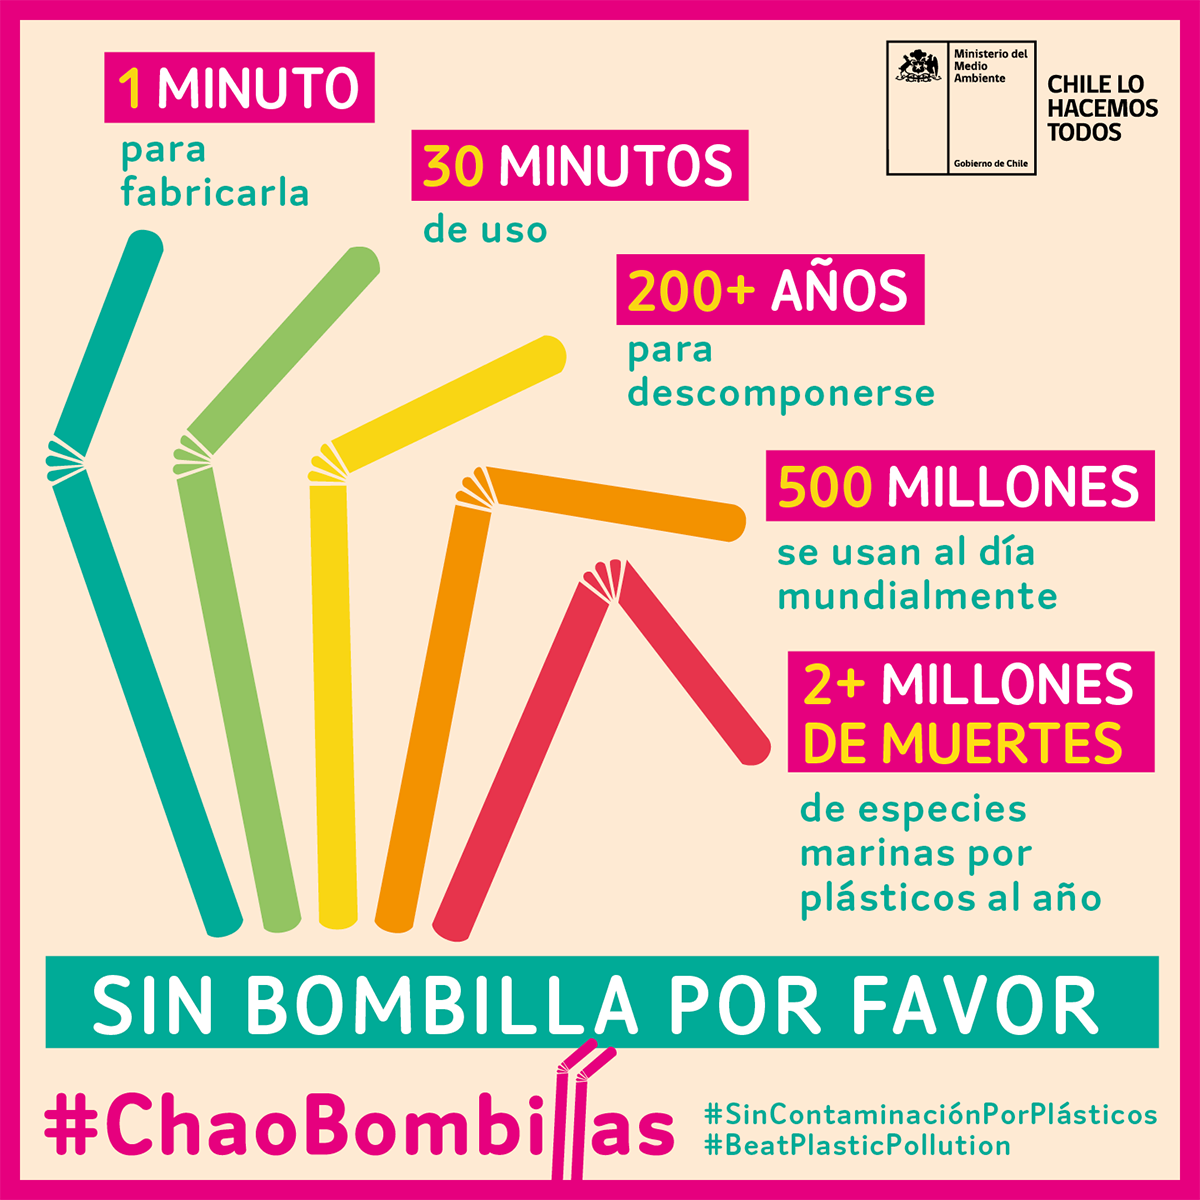 1 MINUTO
para
fabricarla
30 MINUTOS
de uso
200+ AÑOS
para
descomponerse
500 MILLONES
se usan al día
mundialmente
2+ MILLONES
DE MUERTES
de especies
marinas por
plásticos al año
Ministerio del
Medio
Ambiente
Gobierno de Chile
CHILE LO
HACEMOS
TODOS
SIN BOMBILLA POR FAVOR
#ChaoBombillas
#SinContaminaciónPorPlásticos
#BeatPlasticPollution